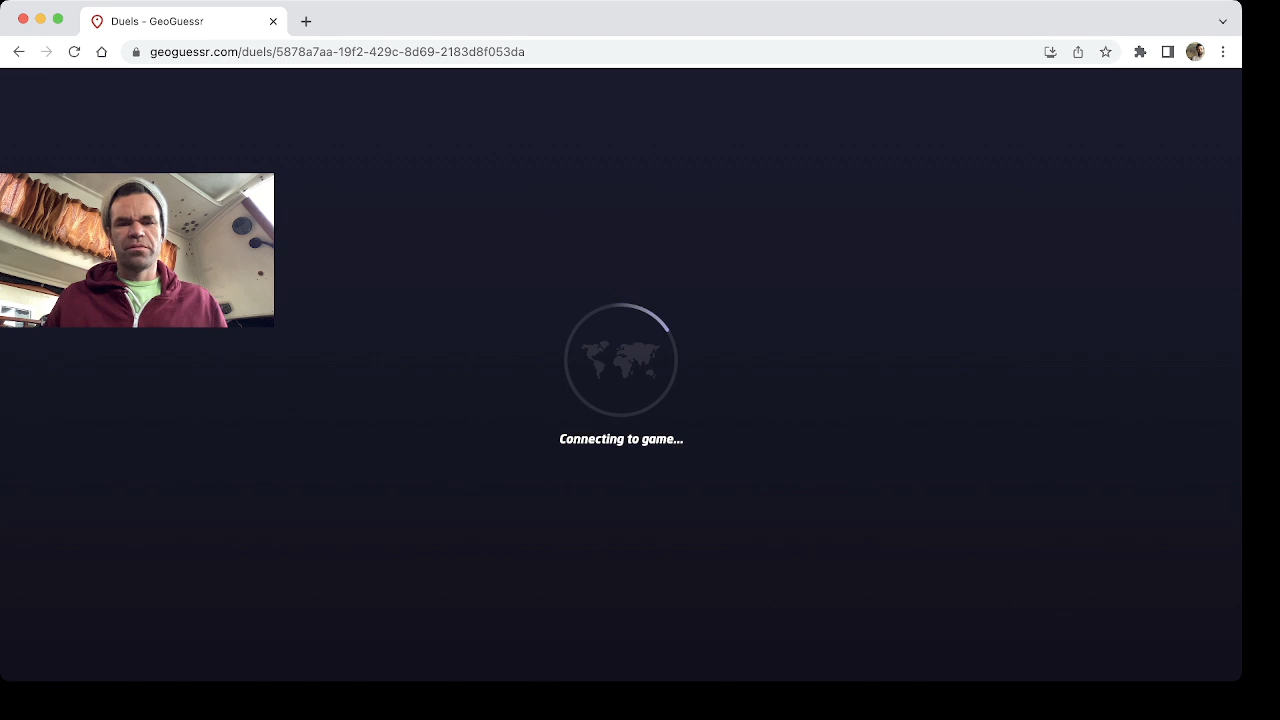 Duels - GeoGuessr
geoguessr.com/duels/5878a7aa-19f2-429c-8d69-2183d8f053da
Connecting to game...